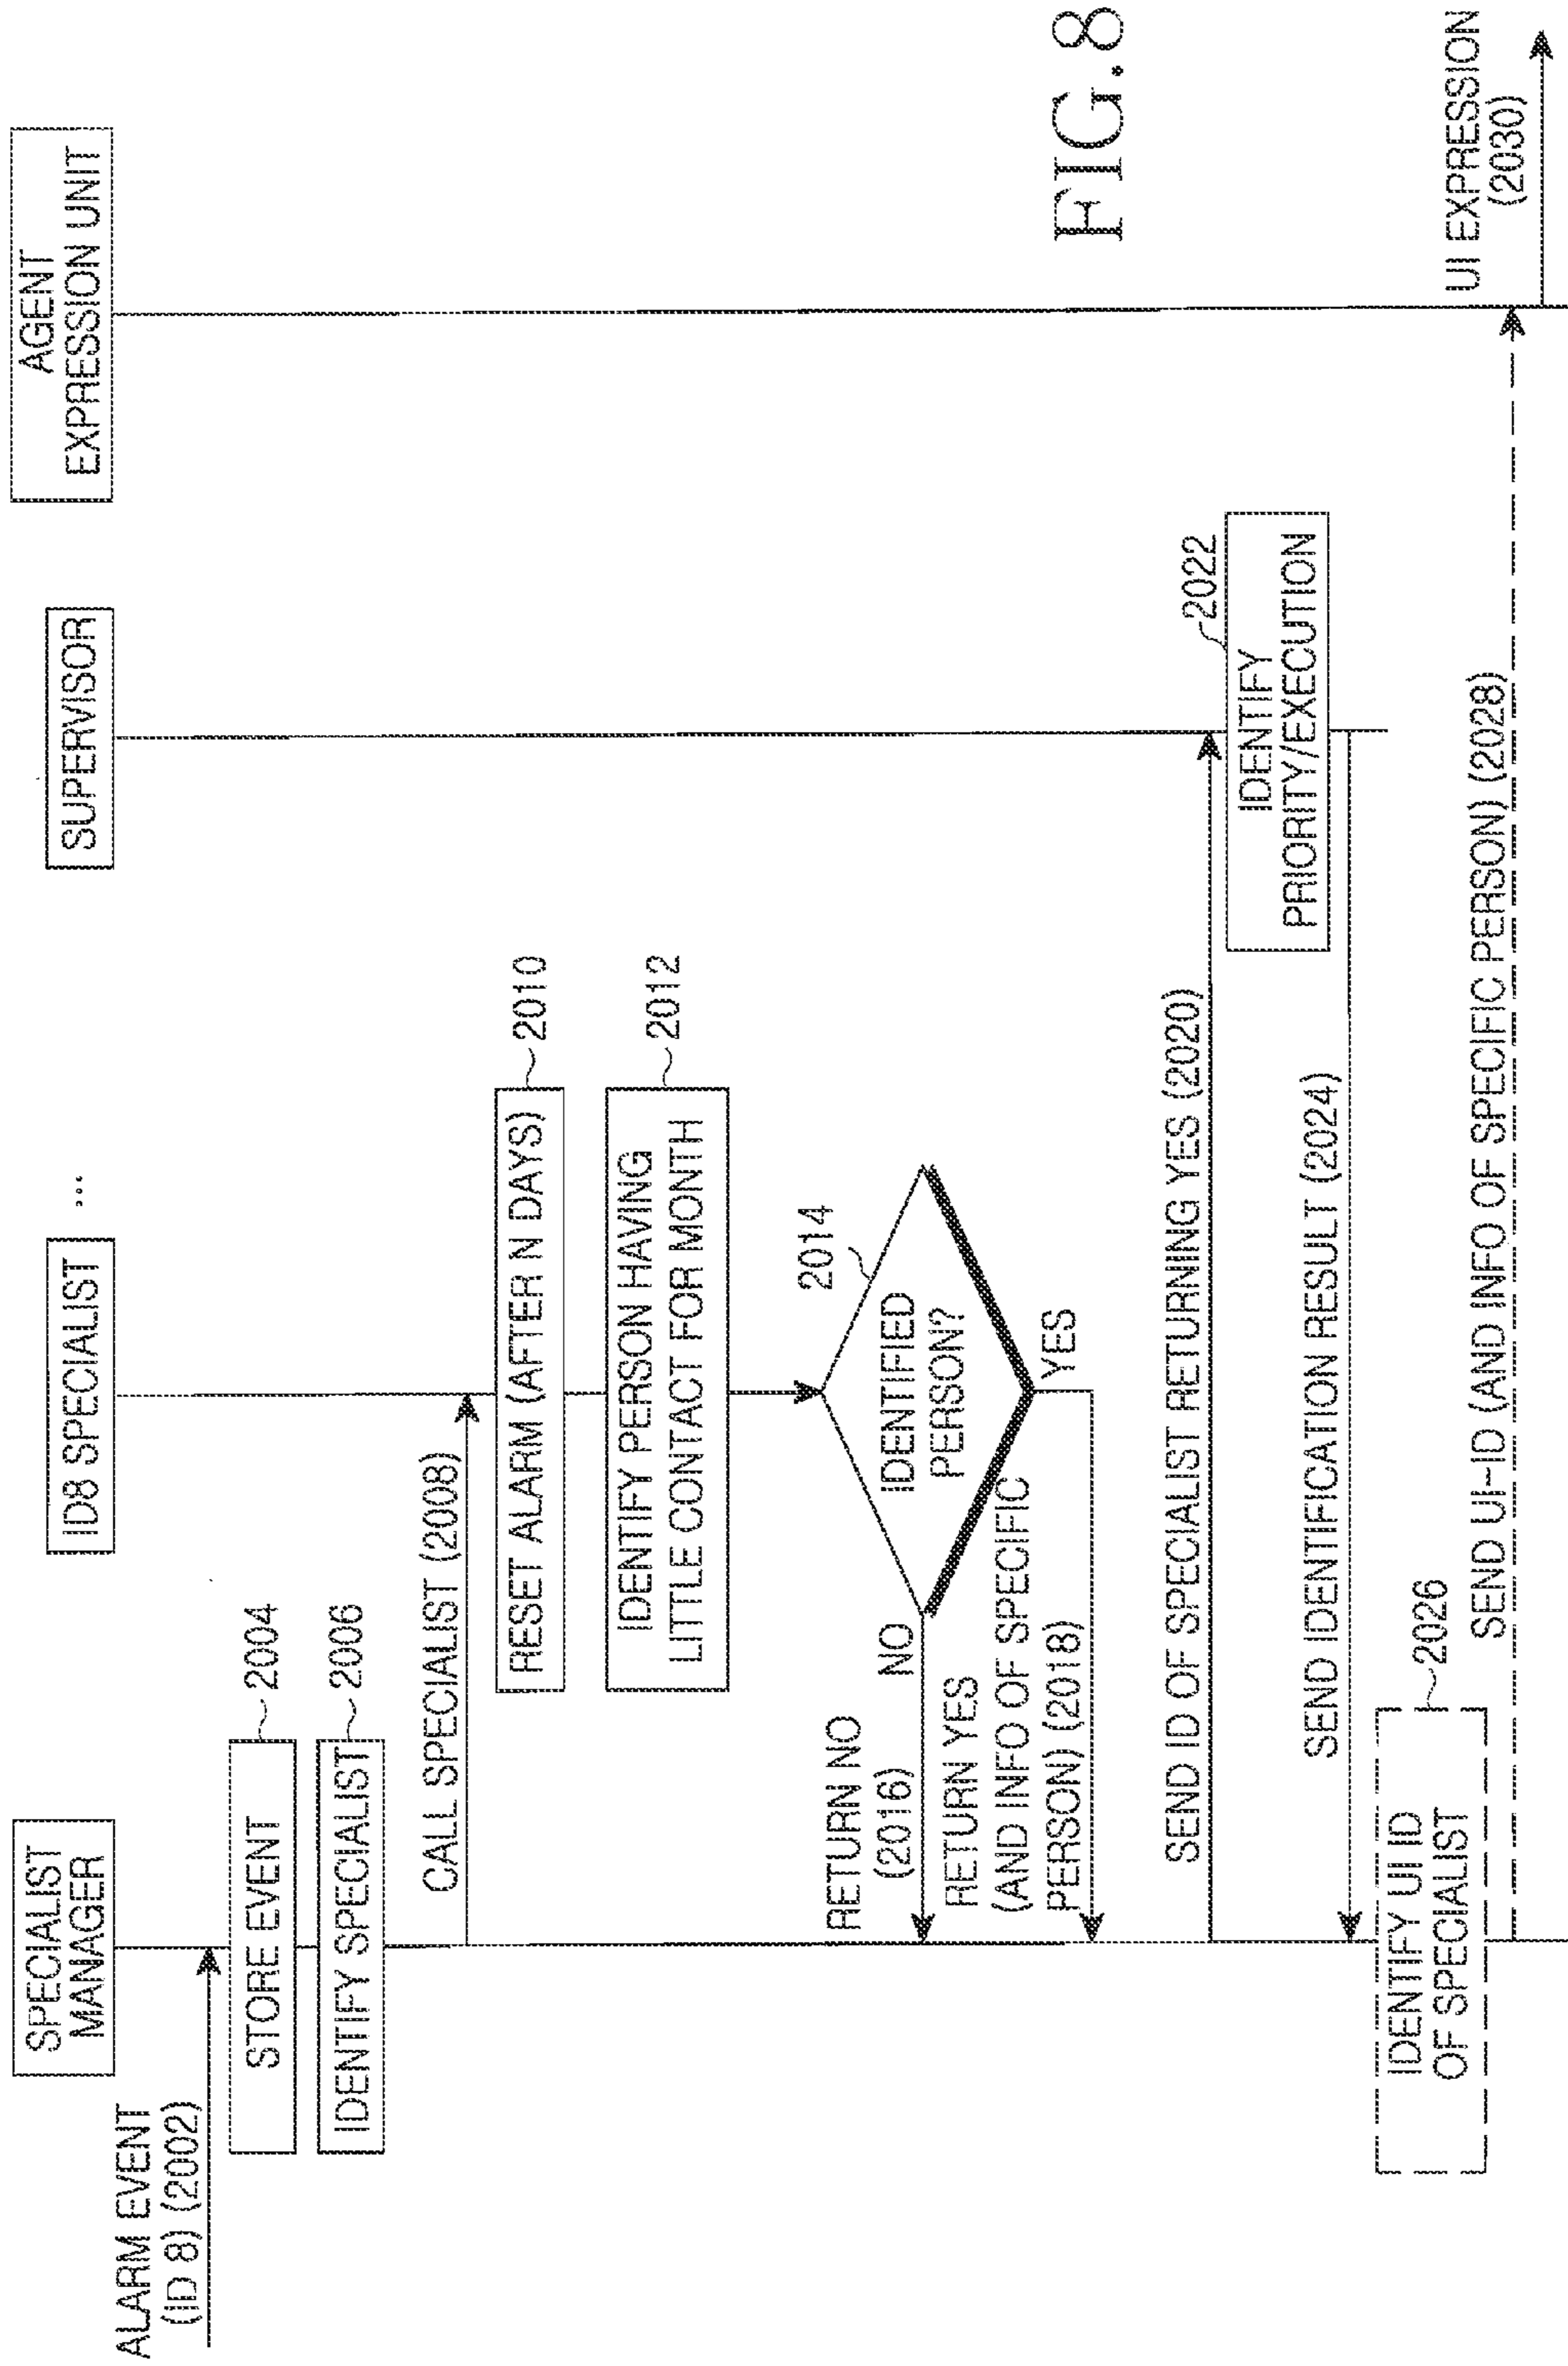 SPECIALIST
MANAGER
ID8 SPECIALIST
...
SUPERVISOR
AGENT
EXPRESSION UNIT
ALARM EVENT
(ID 8) (2002)
STORE EVENT
2004
IDENTIFY SPECIALIST
2006
CALL SPECIALIST (2008)
RESET ALARM (AFTER N DAYS)
2010
IDENTIFY PERSON HAVING
LITTLE CONTACT FOR MONTH
2012
2014
IDENTIFIED
PERSON?
NO
YES
RETURN NO
(2016)
RETURN YES
(AND INFO OF SPECIFIC
PERSON) (2018)
SEND ID OF SPECIALIST RETURNING YES (2020)
2022
IDENTIFY
PRIORITY/EXECUTION
SEND IDENTIFICATION RESULT (2024)
IDENTIFY UI ID
OF SPECIALIST
2026
SEND UI-ID (AND INFO OF SPECIFIC PERSON) (2028)
UI EXPRESSION
(2030)
FIG.8